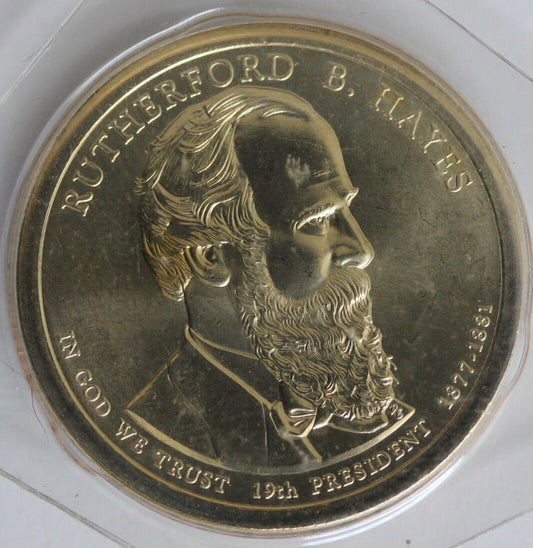 RUTHERFORD B. HAYES
IN GOD WE TRUST 19th PRESIDENT 1877-1881